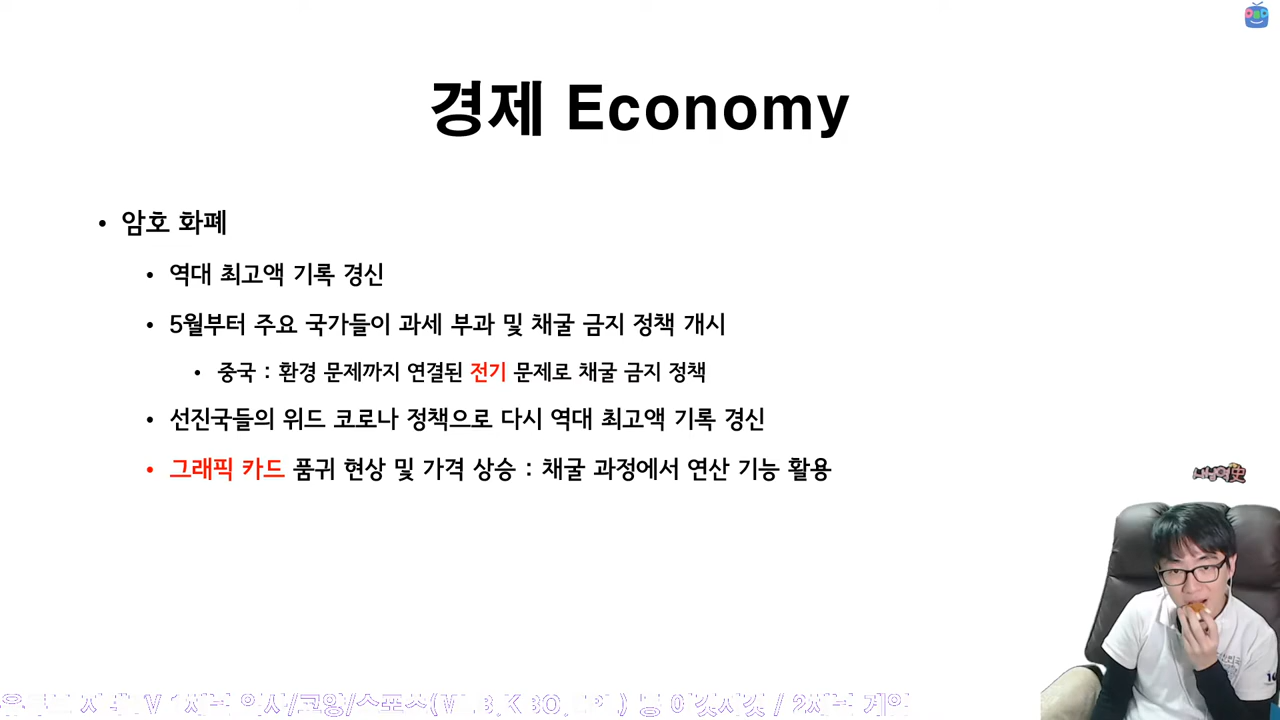 경제 Economy
• 암호 화폐
• 역대 최고액 기록 경신
• 5월부터 주요 국가들이 과세 부과 및 채굴 금지 정책 개시
• 중국 : 환경 문제까지 연결된 전기 문제로 채굴 금지 정책
• 선진국들의 위드 코로나 정책으로 다시 역대 최고액 기록 경신
• 그래픽 카드 품귀 현상 및 가격 상승 : 채굴 과정에서 연산 기능 활용